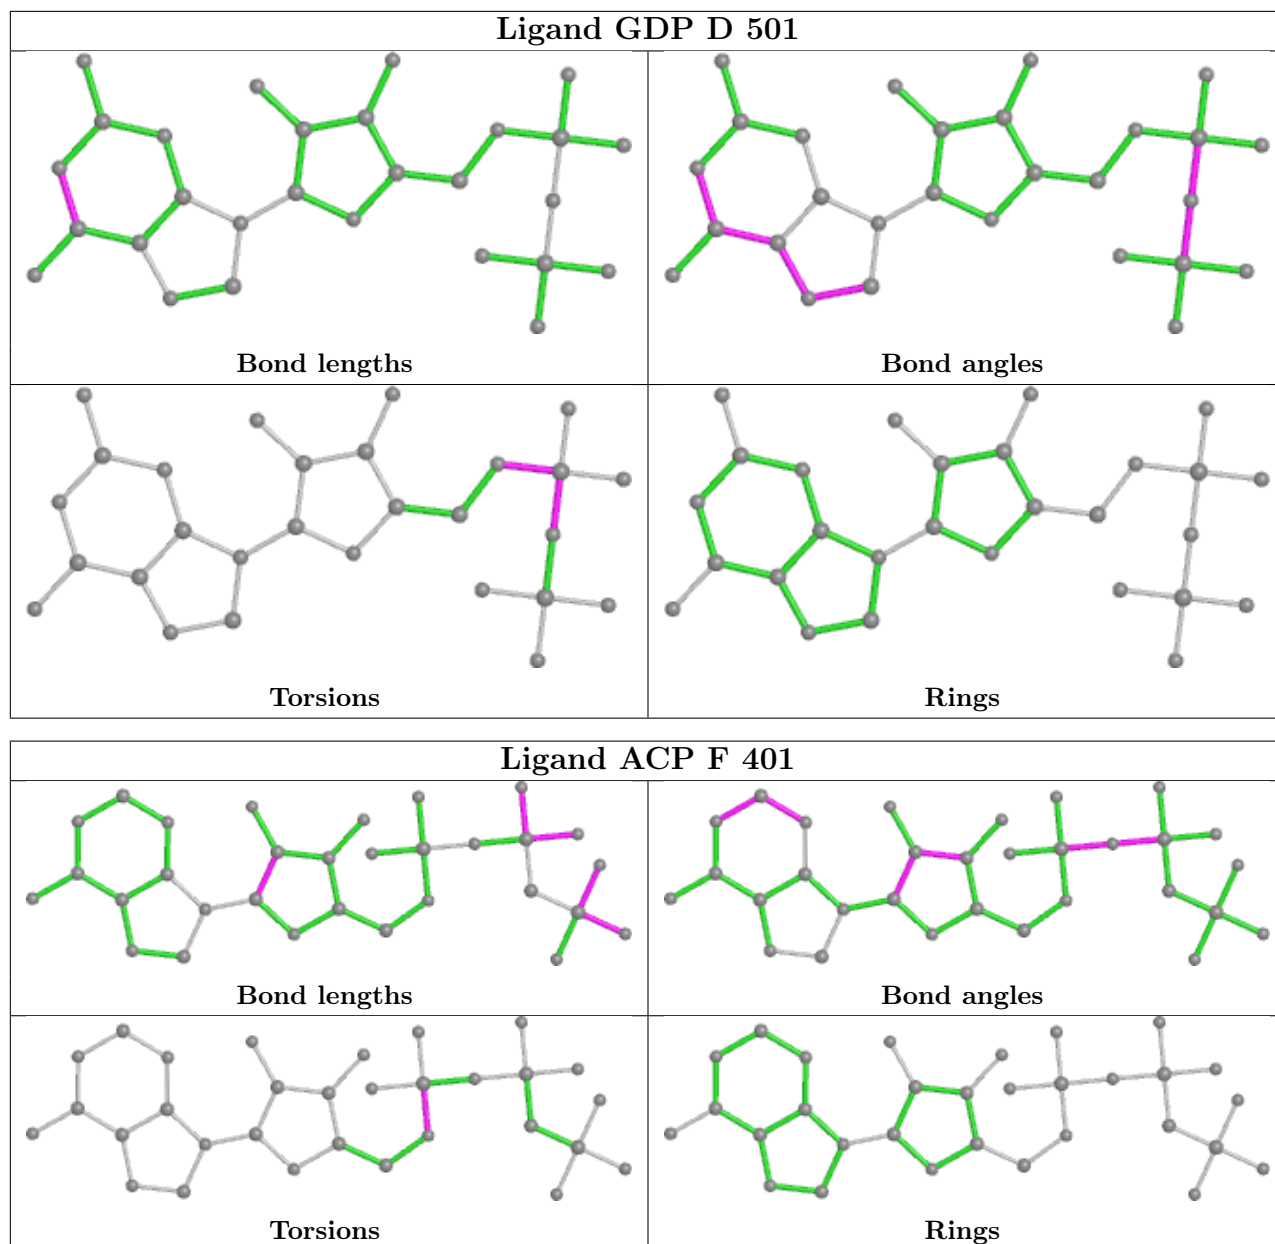 Ligand GDP D 501
Bond lengths
Bond angles
Torsions
Rings
Ligand ACP F 401
Bond lengths
Bond angles
Torsions
Rings